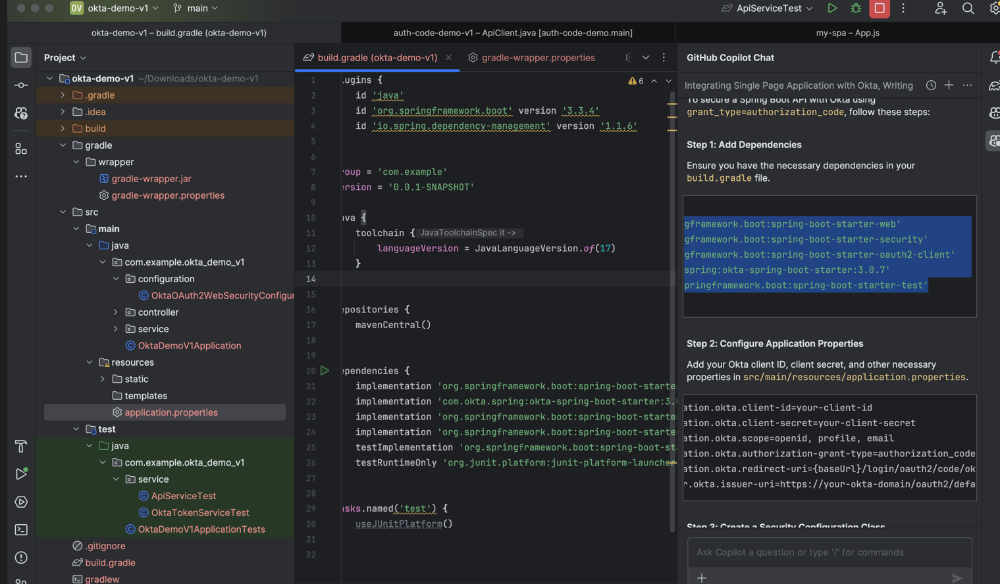 OV okta-demo-v1 main ApiServiceTest
okta-demo-v1 – build.gradle (okta-demo-v1) auth-code-demo-v1 – ApiClient.java [auth-code-demo.main] my-spa – App.js
Project
okta-demo-v1 ~/Downloads/okta-demo-v1
.gradle
.idea
build
gradle
wrapper
gradle-wrapper.jar
gradle-wrapper.properties
src
main
java
com.example.okta_demo_v1
configuration
OktaOAuth2WebSecurityConfigur
controller
service
OktaDemoV1Application
resources
static
templates
application.properties
test
java
com.example.okta_demo_v1
service
ApiServiceTest
OktaTokenServiceTest
OktaDemoV1ApplicationTests
.gitignore
build.gradle
gradlew
build.gradle (okta-demo-v1) gradle-wrapper.properties
6
1 lugins {
2 id 'java'
3 id 'org.springframework.boot' version '3.3.4'
4 id 'io.spring.dependency-management' version '1.1.6'
5
6
7 roup = 'com.example'
8 ersion = '0.0.1-SNAPSHOT'
9
10 ava {
11 toolchain { JavaToolchainSpec it ->
12 languageVersion = JavaLanguageVersion.of(17)
13 }
14
15
16 epositories {
17 mavenCentral()
18
19
20 ependencies {
21 implementation 'org.springframework.boot:spring-boot-starte
22 implementation 'com.okta.spring:okta-spring-boot-starter:3.
23 implementation 'org.springframework.boot:spring-boot-starte
24 implementation 'org.springframework.boot:spring-boot-starte
25 testImplementation 'org.springframework.boot:spring-boot-st
26 testRuntimeOnly 'org.junit.platform:junit-platform-launcher
27
28
29 asks.named('test') {
30 useJUnitPlatform()
31
32
GitHub Copilot Chat
Integrating Single Page Application with Okta, Writing
To secure a Spring Boot API with Okta using
grant_type=authorization_code, follow these steps:
Step 1: Add Dependencies
Ensure you have the necessary dependencies in your
build.gradle file.
gframework.boot:spring-boot-starter-web'
gframework.boot:spring-boot-starter-security'
gframework.boot:spring-boot-starter-oauth2-client'
spring:okta-spring-boot-starter:3.0.7'
pringframework.boot:spring-boot-starter-test'
Step 2: Configure Application Properties
Add your Okta client ID, client secret, and other necessary
properties in src/main/resources/application.properties.
ation.okta.client-id=your-client-id
ation.okta.client-secret=your-client-secret
ation.okta.scope=openid, profile, email
ation.okta.authorization-grant-type=authorization_code
ation.okta.redirect-uri={baseUrl}/login/oauth2/code/ok
r.okta.issuer-uri=https://your-okta-domain/oauth2/defa
Step 3: Create a Security Configuration Class
Ask Copilot a question or type '/' for commands